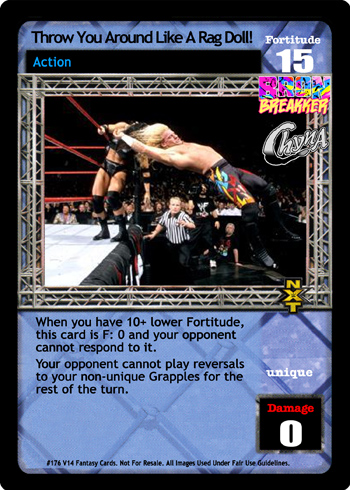 Throw You Around Like A Rag Doll!
Fortitude
15
Action
BRON
BREAKKER
Chyna
NXT
When you have 10+ lower Fortitude,
this card is F: 0 and your opponent
cannot respond to it.
Your opponent cannot play reversals
to your non-unique Grapples for the
rest of the turn.
unique
Damage
0
#176 V14 Fantasy Cards. Not For Resale. All Images Used Under Fair Use Guidelines.